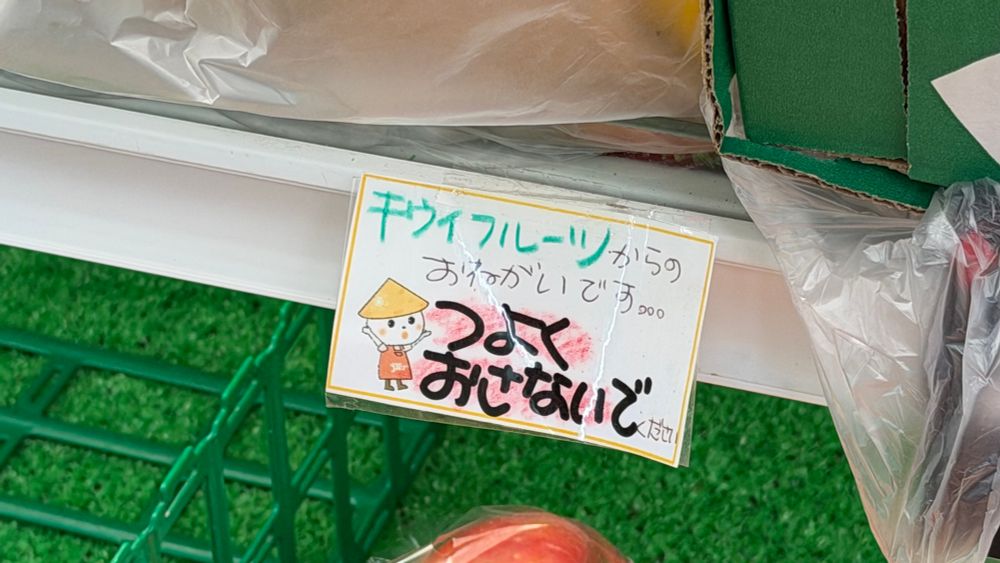 キウイフルーツからの
おねがいです。。。
つよく
おさないでください